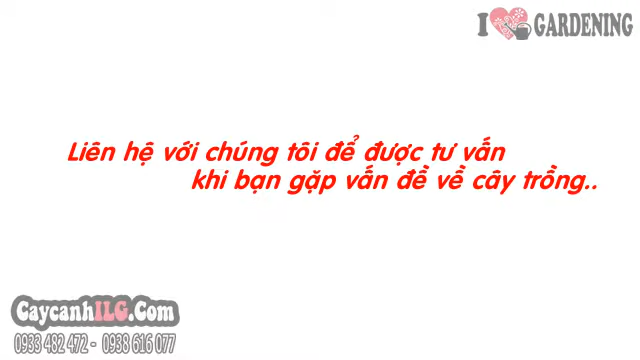 I GARDENING
Liên hệ với chúng tôi để được tư vấn
khi bạn gặp vấn đề về cây trồng..
CaycanhILG.Com
0933 482 472 - 0938 616 077